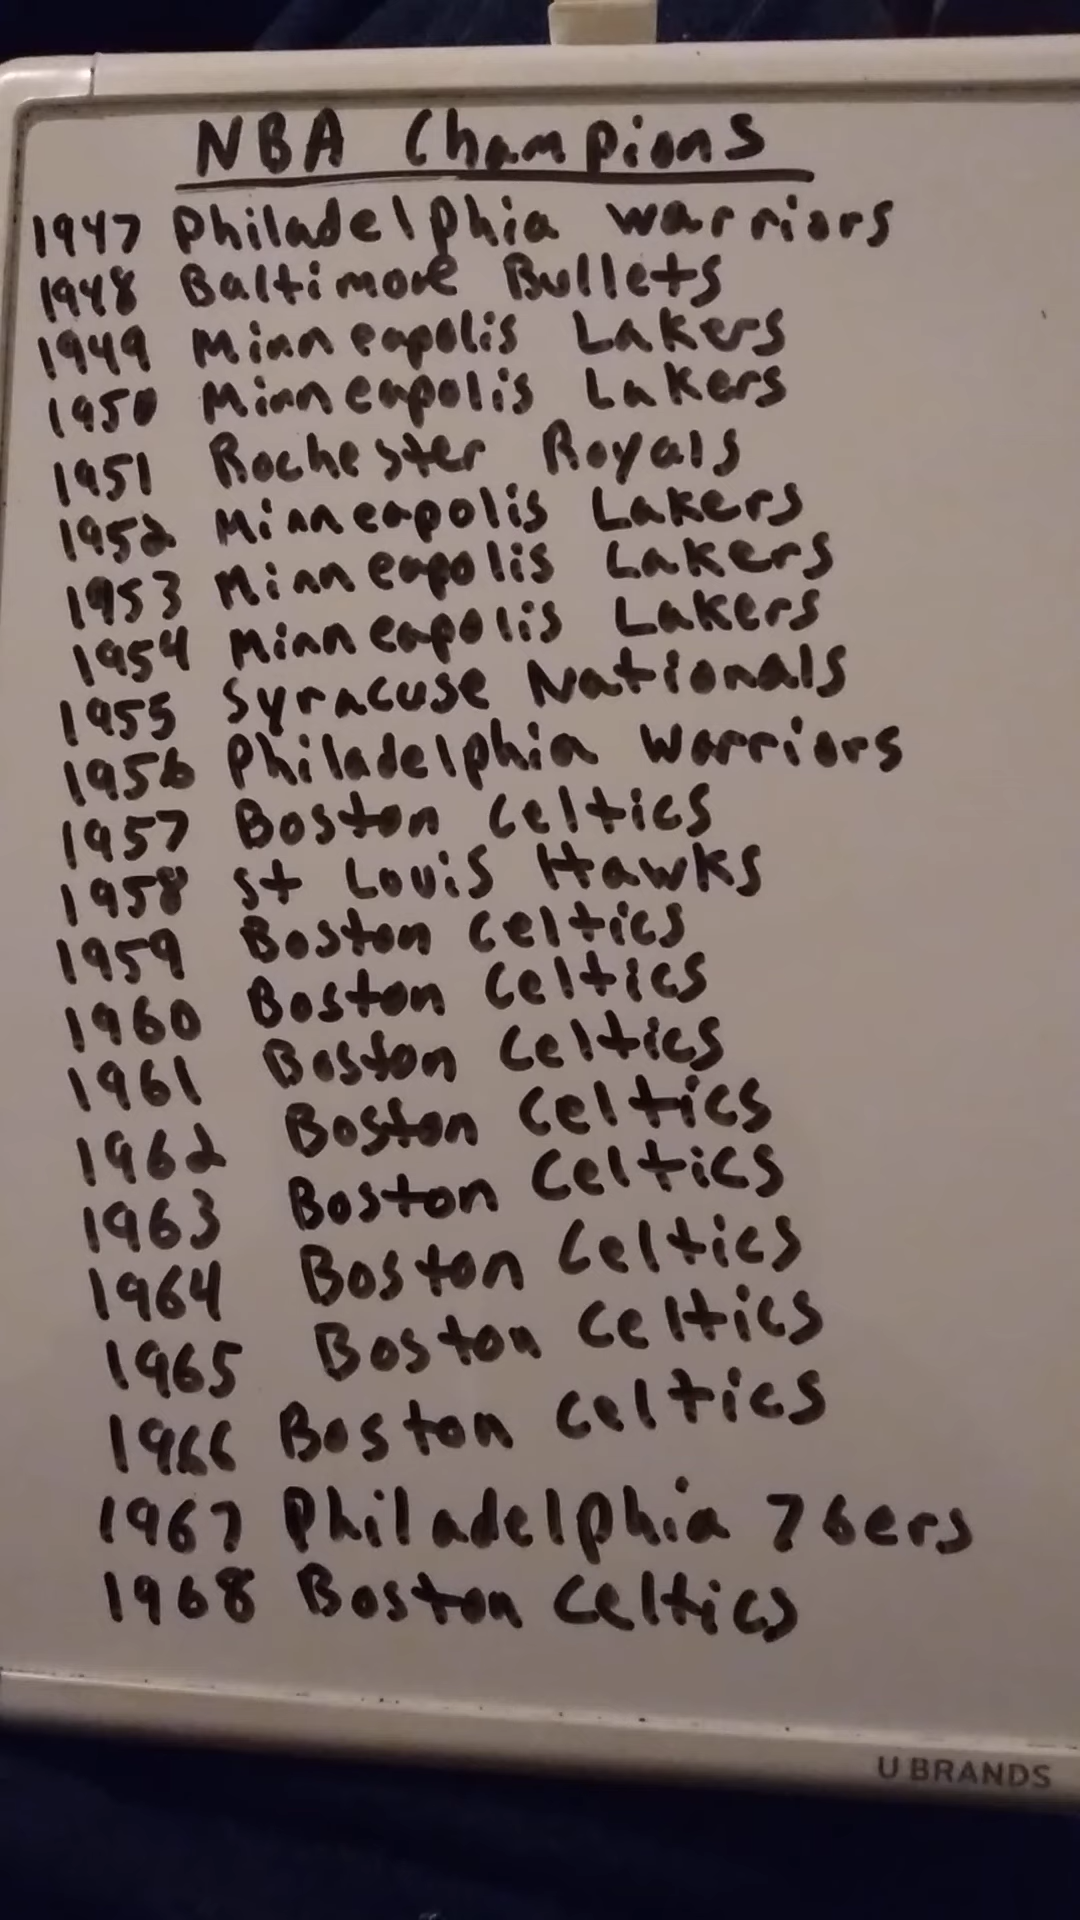 NBA Champions
1947 Philadelphia Warriors
1948 Baltimore Bullets
1949 Minneapolis Lakers
1950 Minneapolis Lakers
1951 Rochester Royals
1952 Minneapolis Lakers
1953 Minneapolis Lakers
1954 Minneapolis Lakers
1955 Syracuse Nationals
1956 Philadelphia Warriors
1957 Boston Celtics
1958 St Louis Hawks
1959 Boston Celtics
1960 Boston Celtics
1961 Boston Celtics
1962 Boston Celtics
1963 Boston Celtics
1964 Boston Celtics
1965 Boston Celtics
1966 Boston Celtics
1967 Philadelphia 76ers
1968 Boston Celtics
U BRANDS